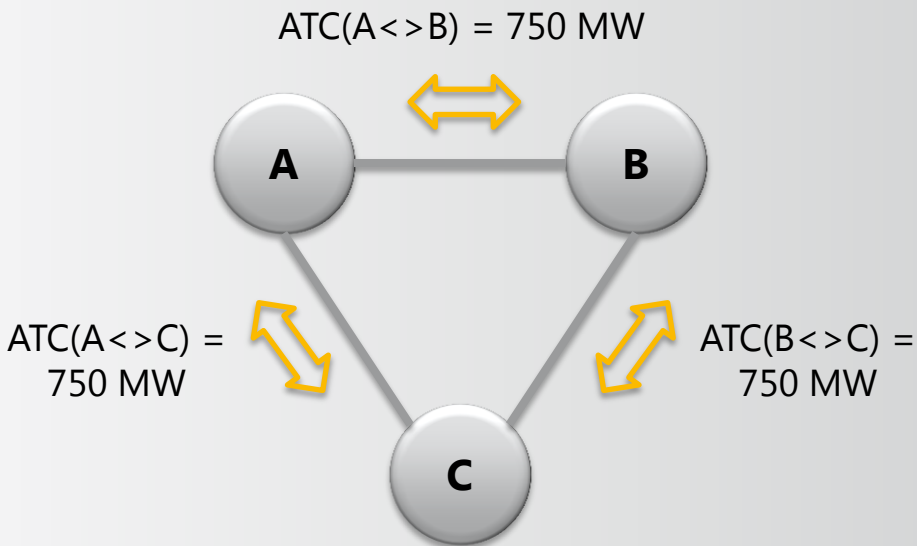 ATC(A<>B) = 750 MW
A
B
ATC(A<>C) =
750 MW
ATC(B<>C) =
750 MW
C